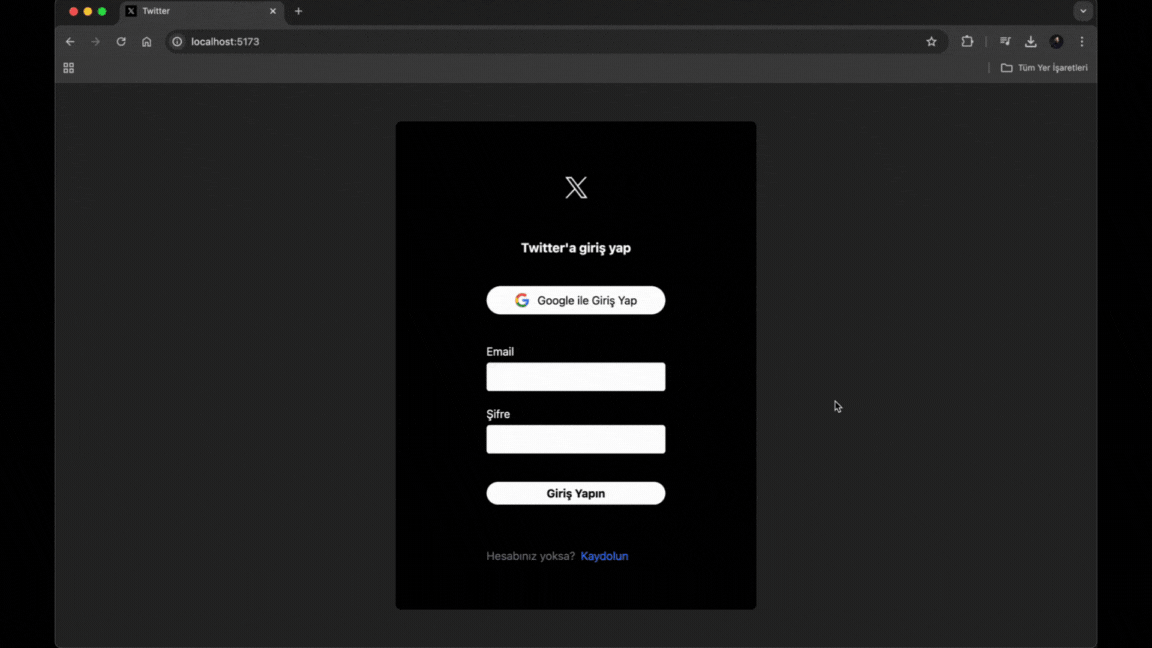 Twitter
localhost:5173
Tüm Yer İşaretleri
Twitter'a giriş yap
Google ile Giriş Yap
Email
Şifre
Giriş Yapın
Hesabınız yoksa? Kaydolun